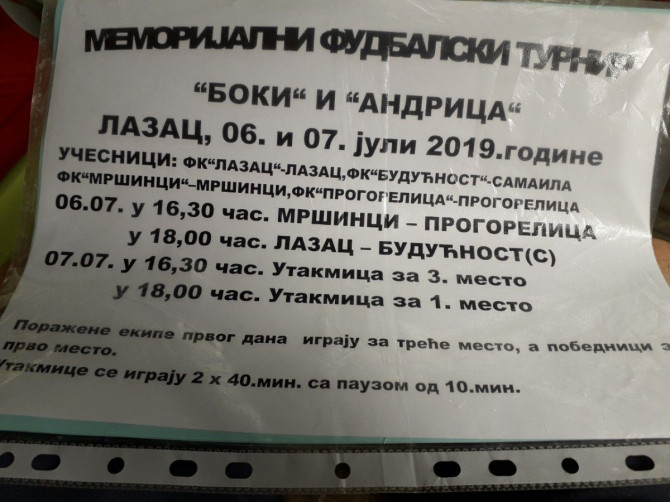 МЕМОРИЈАЛНИ ФУДБАЛСКИ ТУРНИР
“БОКИ“ И “АНДРИЦА“
ЛАЗАЦ, 06. и 07. јули 2019.године
УЧЕСНИЦИ: ФК“ЛАЗАЦ“-ЛАЗАЦ,ФК“БУДУЋНОСТ“-САМАИЛА
ФК“МРШИНЦИ“–МРШИНЦИ,ФК“ПРОГОРЕЛИЦА“-ПРОГОРЕЛИЦА
06.07. у 16,30 час. МРШИНЦИ – ПРОГОРЕЛИЦА
у 18,00 час. ЛАЗАЦ – БУДУЋНОСТ(С)
07.07. у 16,30 час. Утакмица за 3. место
у 18,00 час. Утакмица за 1. место
Поражене екипе првог дана играју за треће место, а победници з
прво место.
Утакмице се играју 2 х 40.мин. са паузом од 10.мин.